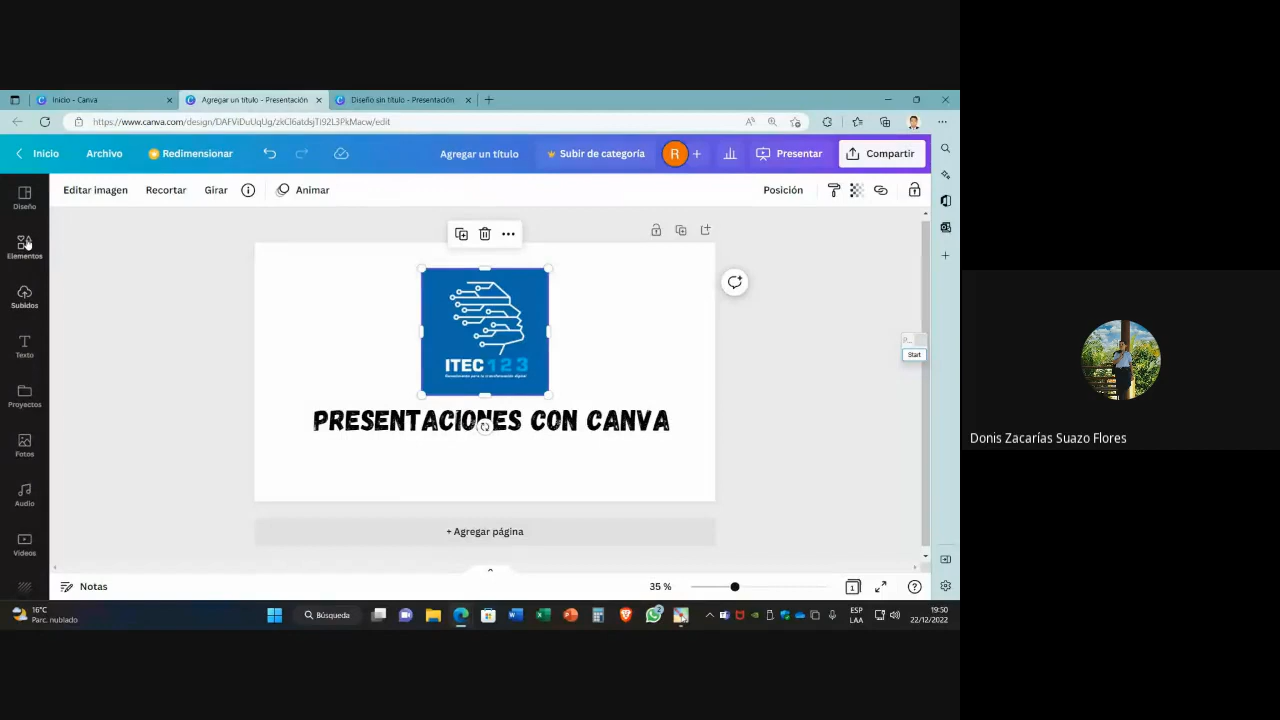 Inicio - Canva
Agregar un título - Presentación
Diseño sin título - Presentación
https://www.canva.com/design/DAFViDuUqUg/zkCl6atdsjTI92L3PkMacw/edit
Inicio
Archivo
Redimensionar
Agregar un título
Subir de categoría
R
Presentar
Compartir
Editar imagen
Recortar
Girar
Animar
Posición
Diseño
Elementos
Subidos
Texto
Proyectos
Fotos
Audio
Videos
ITEC123
PRESENTACIONES CON CANVA
+ Agregar página
Start
Notas
35 %
1
16°C
Parc. nublado
Búsqueda
ESP
LAA
19:50
22/12/2022
Donis Zacarías Suazo Flores